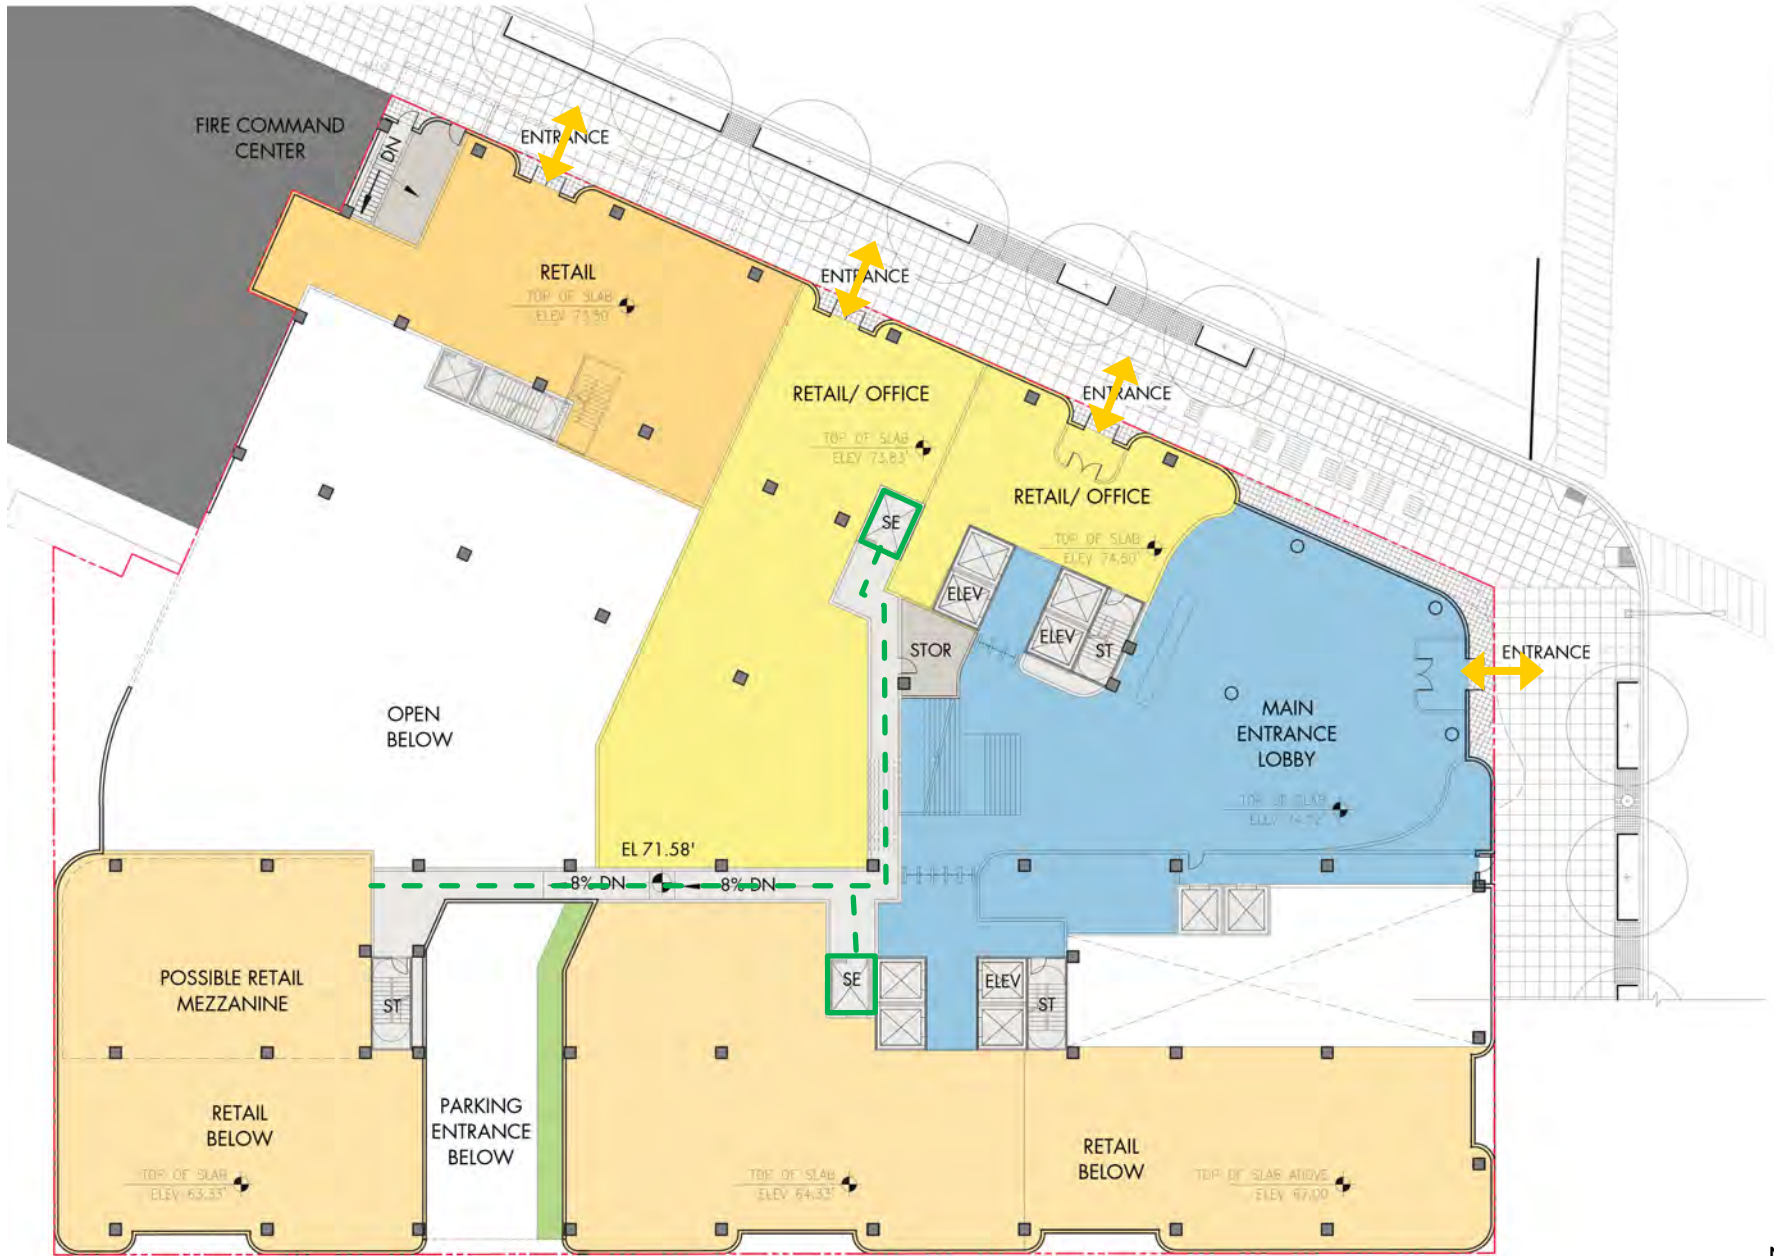 FIRE COMMAND
CENTER
DN
ENTRANCE
RETAIL
TOP OF SLAB
ELEV 73.50'
ENTRANCE
RETAIL/ OFFICE
TOP OF SLAB
ELEV 73.83'
ENTRANCE
RETAIL/ OFFICE
TOP OF SLAB
SE
ELEV
ELEV
ST
STOR
ENTRANCE
MAIN
ENTRANCE
LOBBY
TOP OF SLAB
OPEN
BELOW
EL 71.58'
8% DN
8% DN
SE
ELEV
ST
POSSIBLE RETAIL
MEZZANINE
ST
RETAIL
BELOW
TOP OF SLAB
ELEV 63.33'
PARKING
ENTRANCE
BELOW
TOP OF SLAB
ELEV 64.33'
RETAIL
BELOW
TOP OF SLAB ABOVE
ELEV 67.00